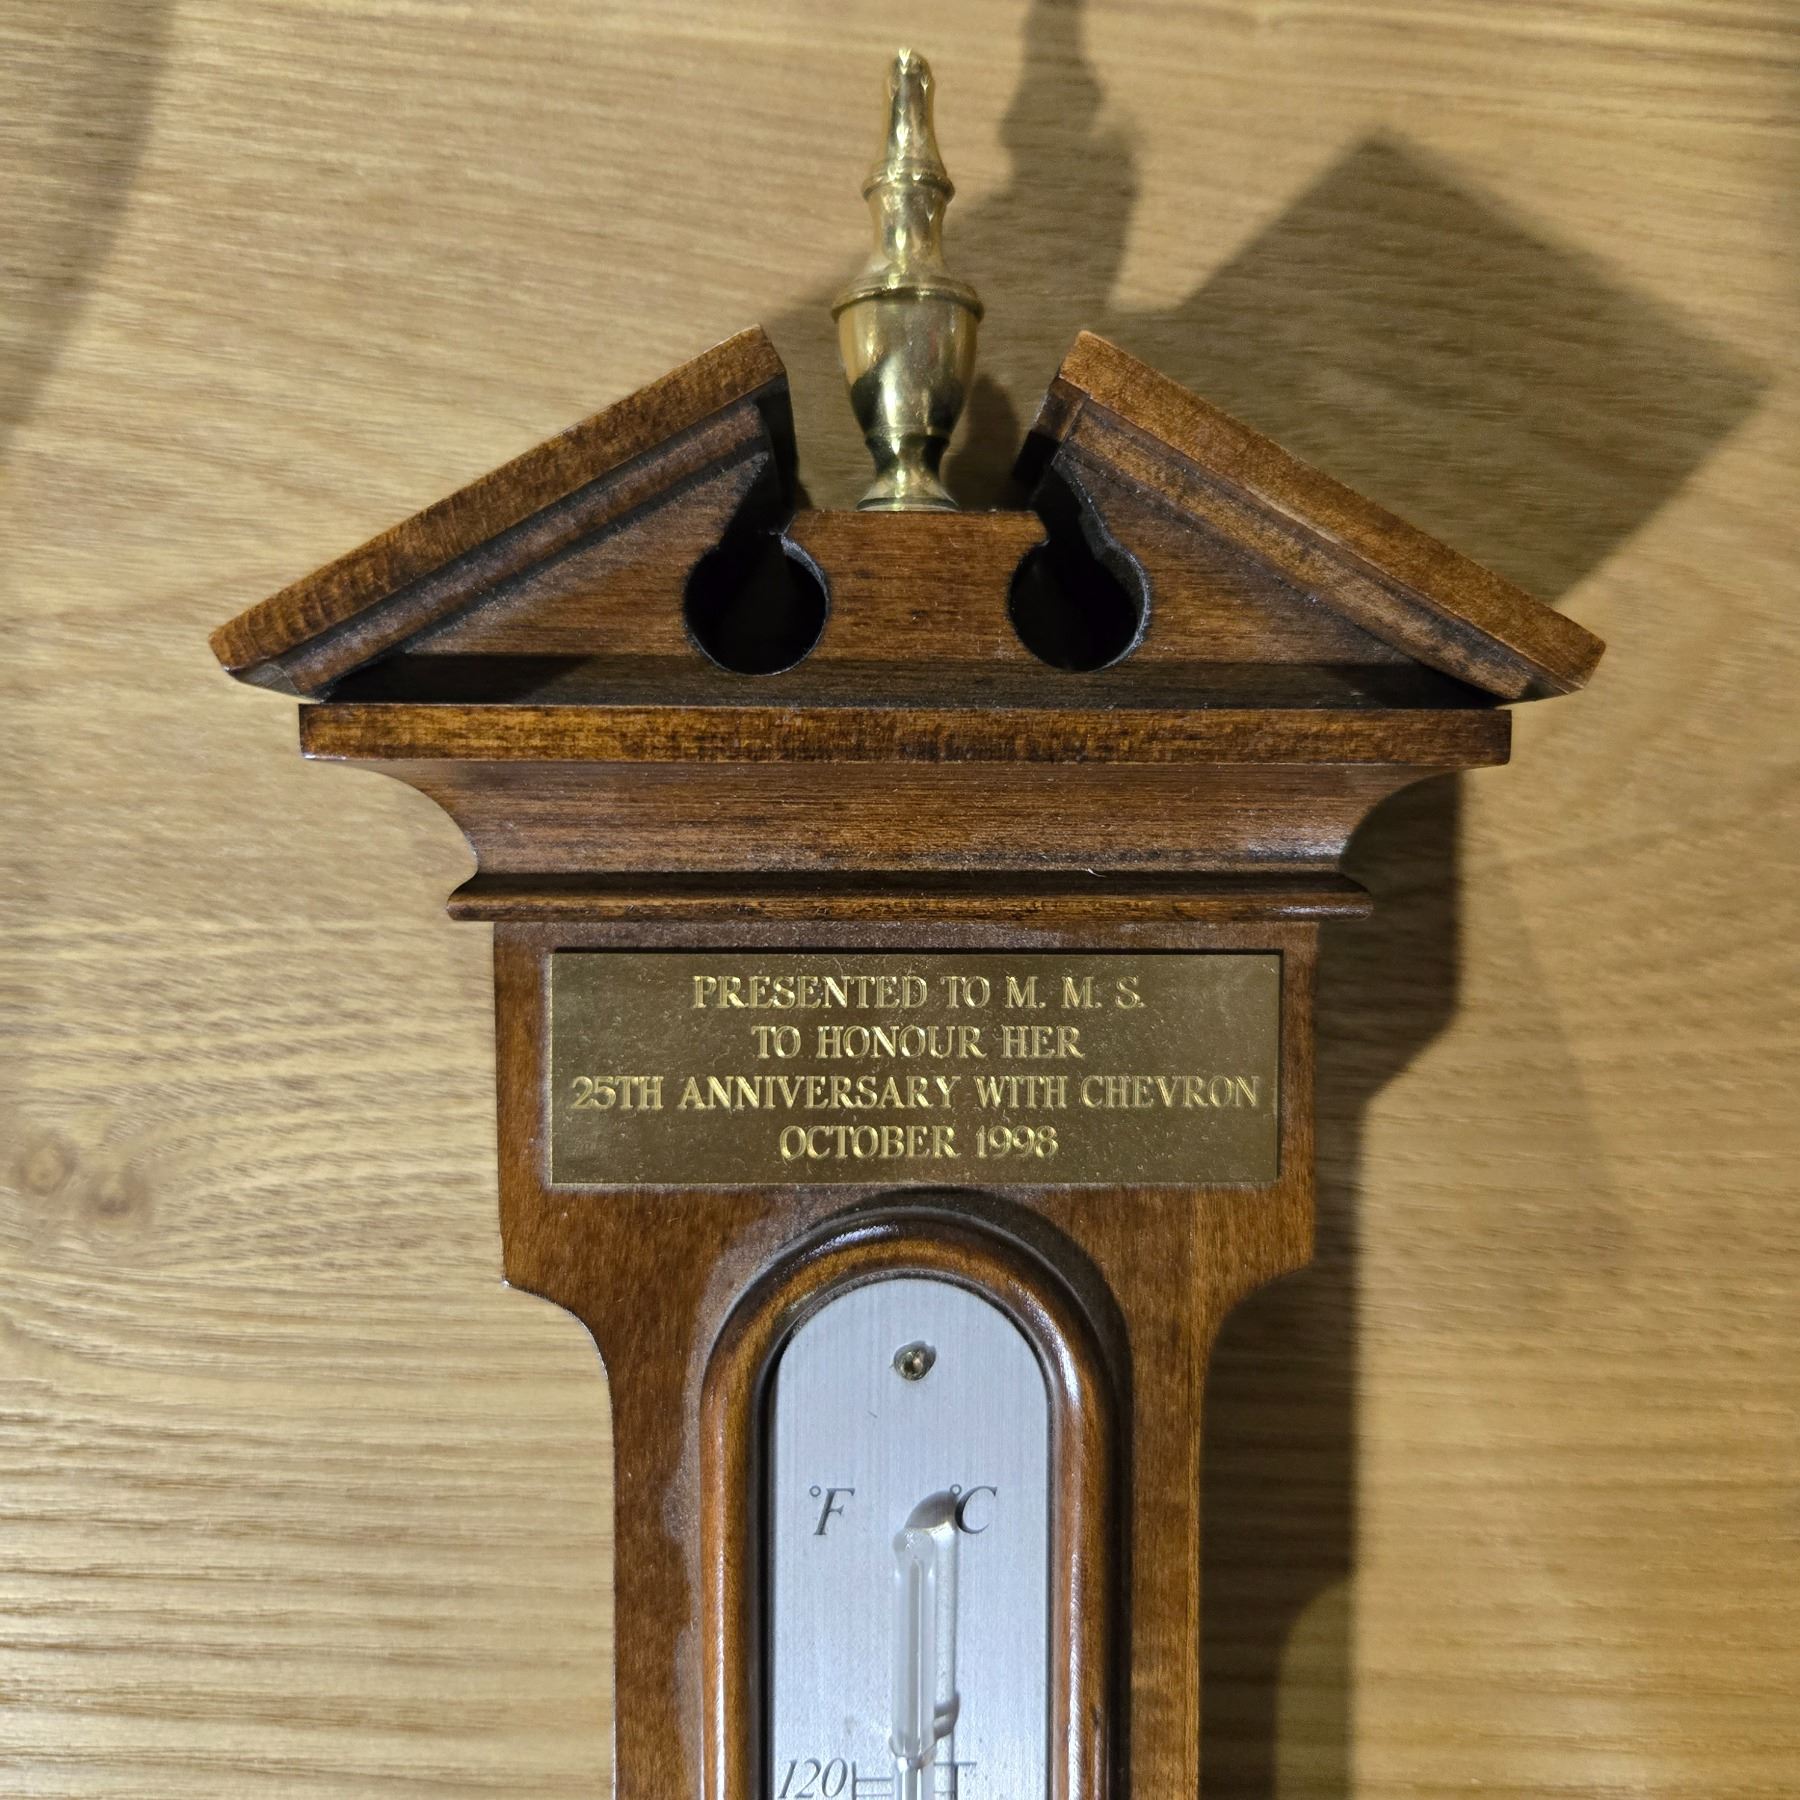 PRESENTED TO M. M. S.
TO HONOUR HER
25TH ANNIVERSARY WITH CHEVRON
OCTOBER 1998
°F °C
120